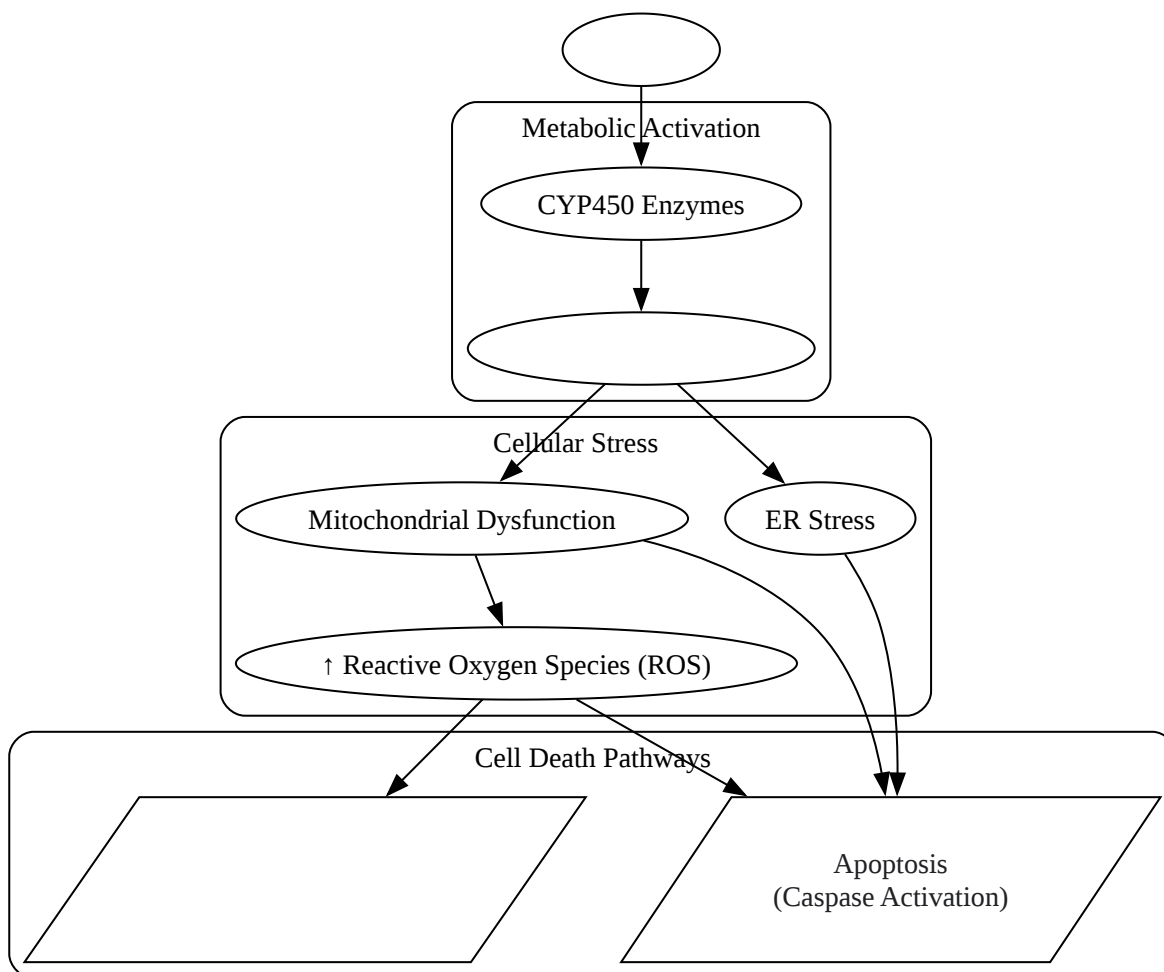 Metabolic Activation
CYP450 Enzymes
Cellular Stress
Mitochondrial Dysfunction
ER Stress
↑ Reactive Oxygen Species (ROS)
Cell Death Pathways
Apoptosis
(Caspase Activation)